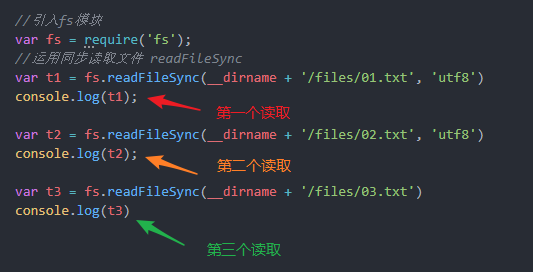 //引入fs模块
var fs = require('fs');
//运用同步读取文件 readFileSync
var t1 = fs.readFileSync(__dirname + '/files/01.txt', 'utf8')
console.log(t1);
第一个读取
var t2 = fs.readFileSync(__dirname + '/files/02.txt', 'utf8')
console.log(t2);
第二个读取
var t3 = fs.readFileSync(__dirname + '/files/03.txt')
console.log(t3)
第三个读取